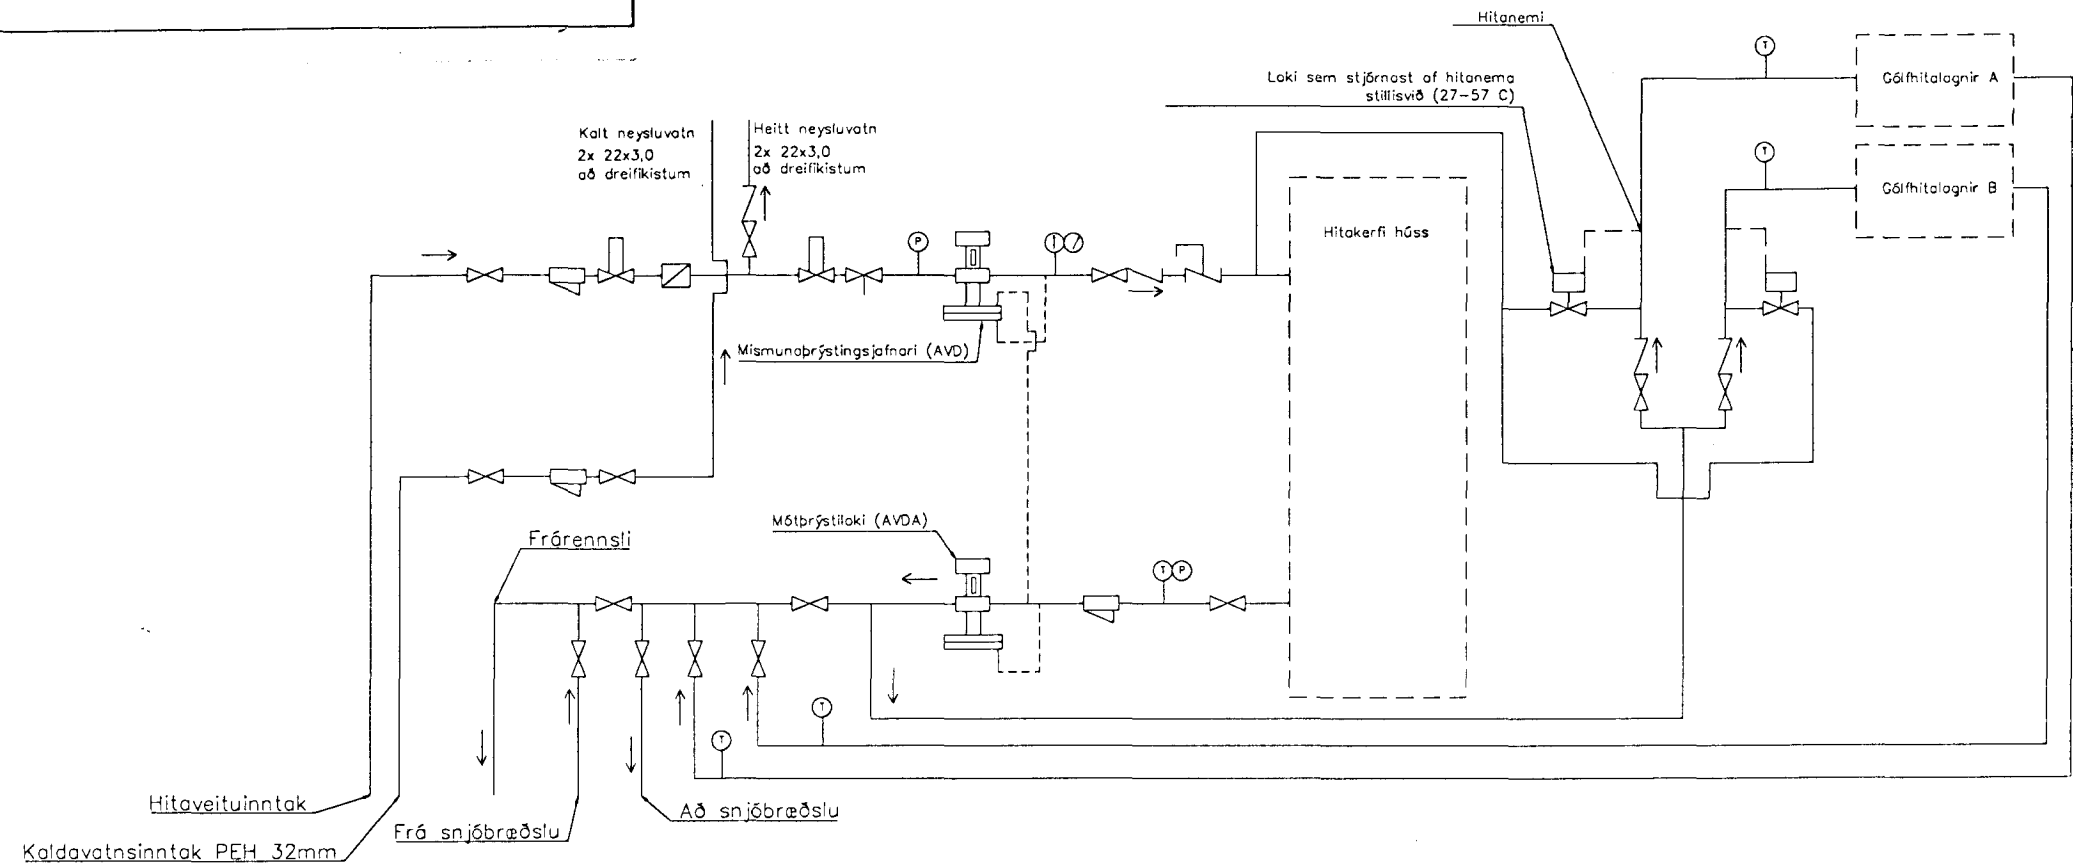 Hitanemi
Loki sem stjórnast af hitanema
stillisvið (27-57 C)
T
Gólfhitalagnir A
Kalt neysluvatn
2x 22x3,0
að dreifikistum
Heitt neysluvatn
2x 22x3,0
að dreifikistum
T
Gólfhitalagnir B
P
Hitakerfi húss
Mismunaþrýstingsjafnari (AVD)
Mótþrýstiloki (AVDA)
Frárennsli
T P
T
T
Hitaveituinntak
Að snjóbræðslu
Frá snjóbræðslu
Kaldavatnsinntak PEH 32mm